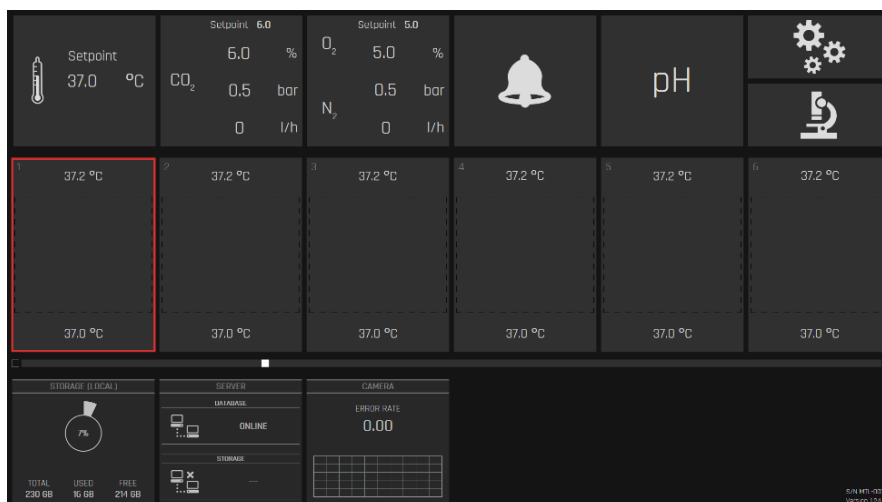 Setpoint
37.0 °C
Setpoint 6.0
6.0 %
CO2
0.5 bar
0 l/h
Setpoint 5.0
O2
5.0 %
0.5 bar
N2
0 l/h
pH
1
37.2 °C
37.0 °C
2
37.2 °C
37.0 °C
3
37.2 °C
37.0 °C
4
37.2 °C
37.0 °C
5
37.2 °C
37.0 °C
6
37.2 °C
37.0 °C
STORAGE (LOCAL)
7%
TOTAL USED FREE
230 GB 16 GB 214 GB
SERVER
DATABASE
ONLINE
STORAGE
---
CAMERA
ERROR RATE
0.00
S/N MTL-
Version